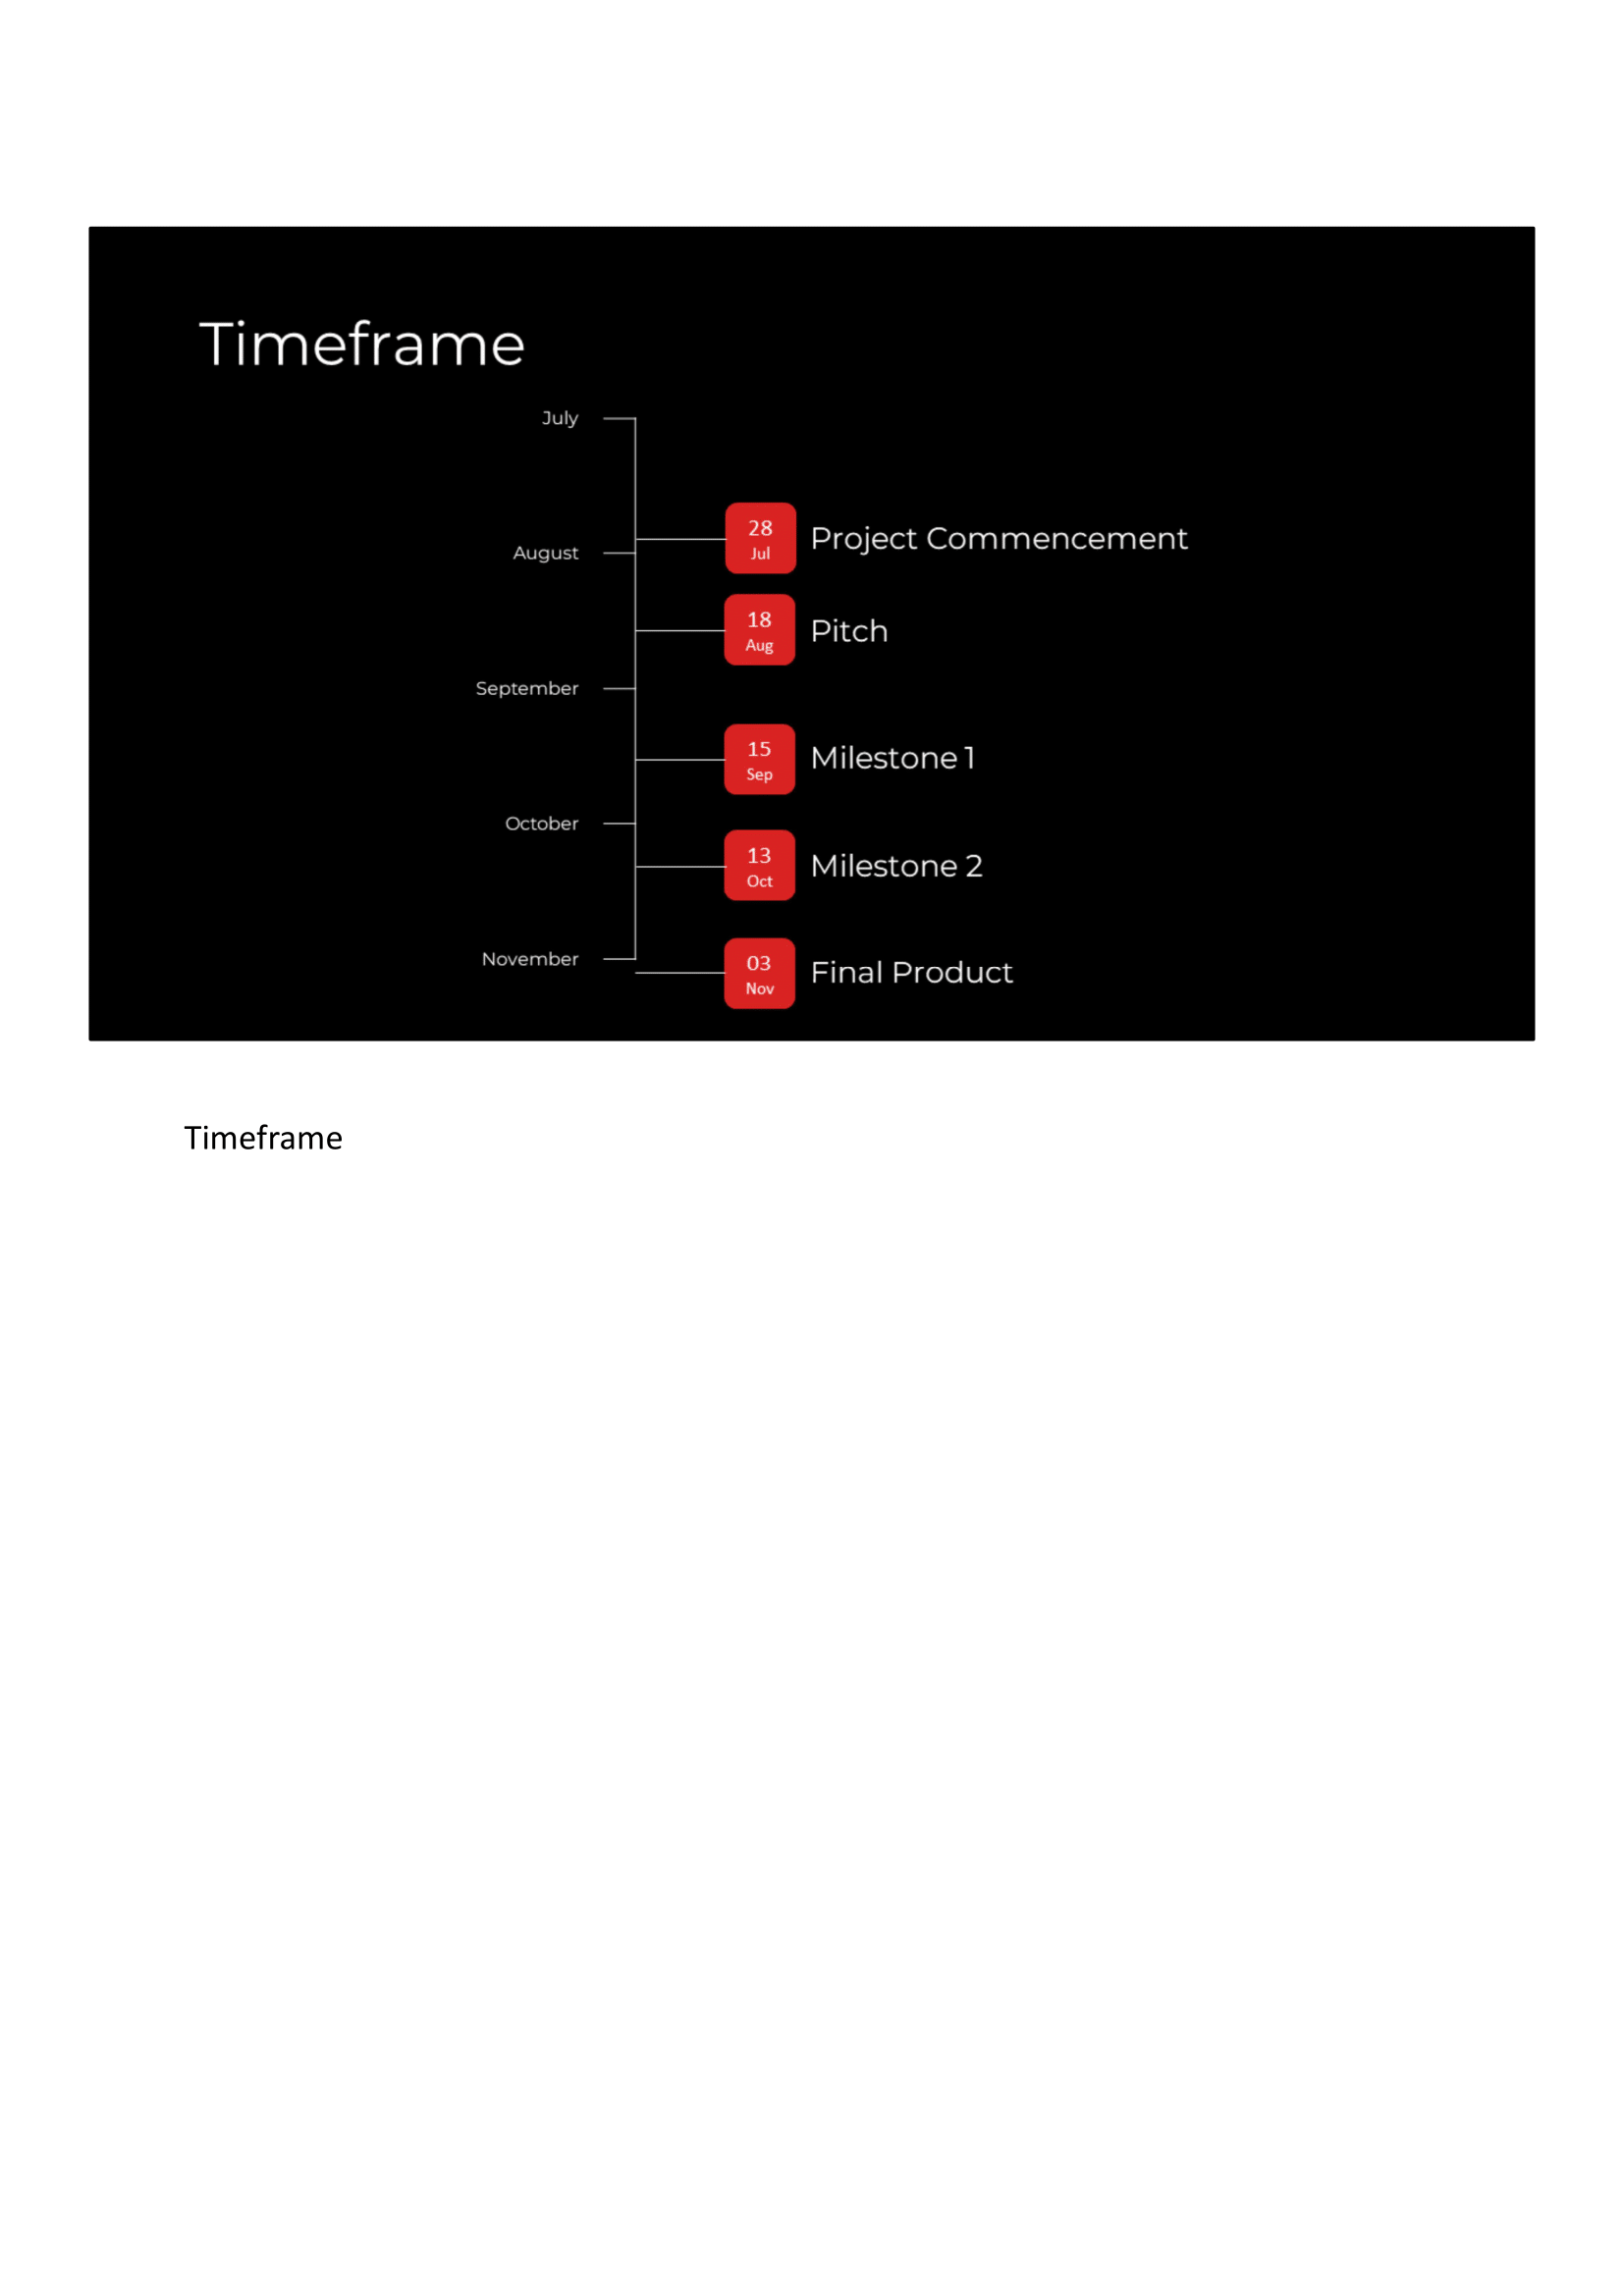 Timeframe
July
28
Jul
Project Commencement
August
18
Aug
Pitch
September
15
Sep
Milestone 1
October
13
Oct
Milestone 2
November
03
Nov
Final Product
Timeframe